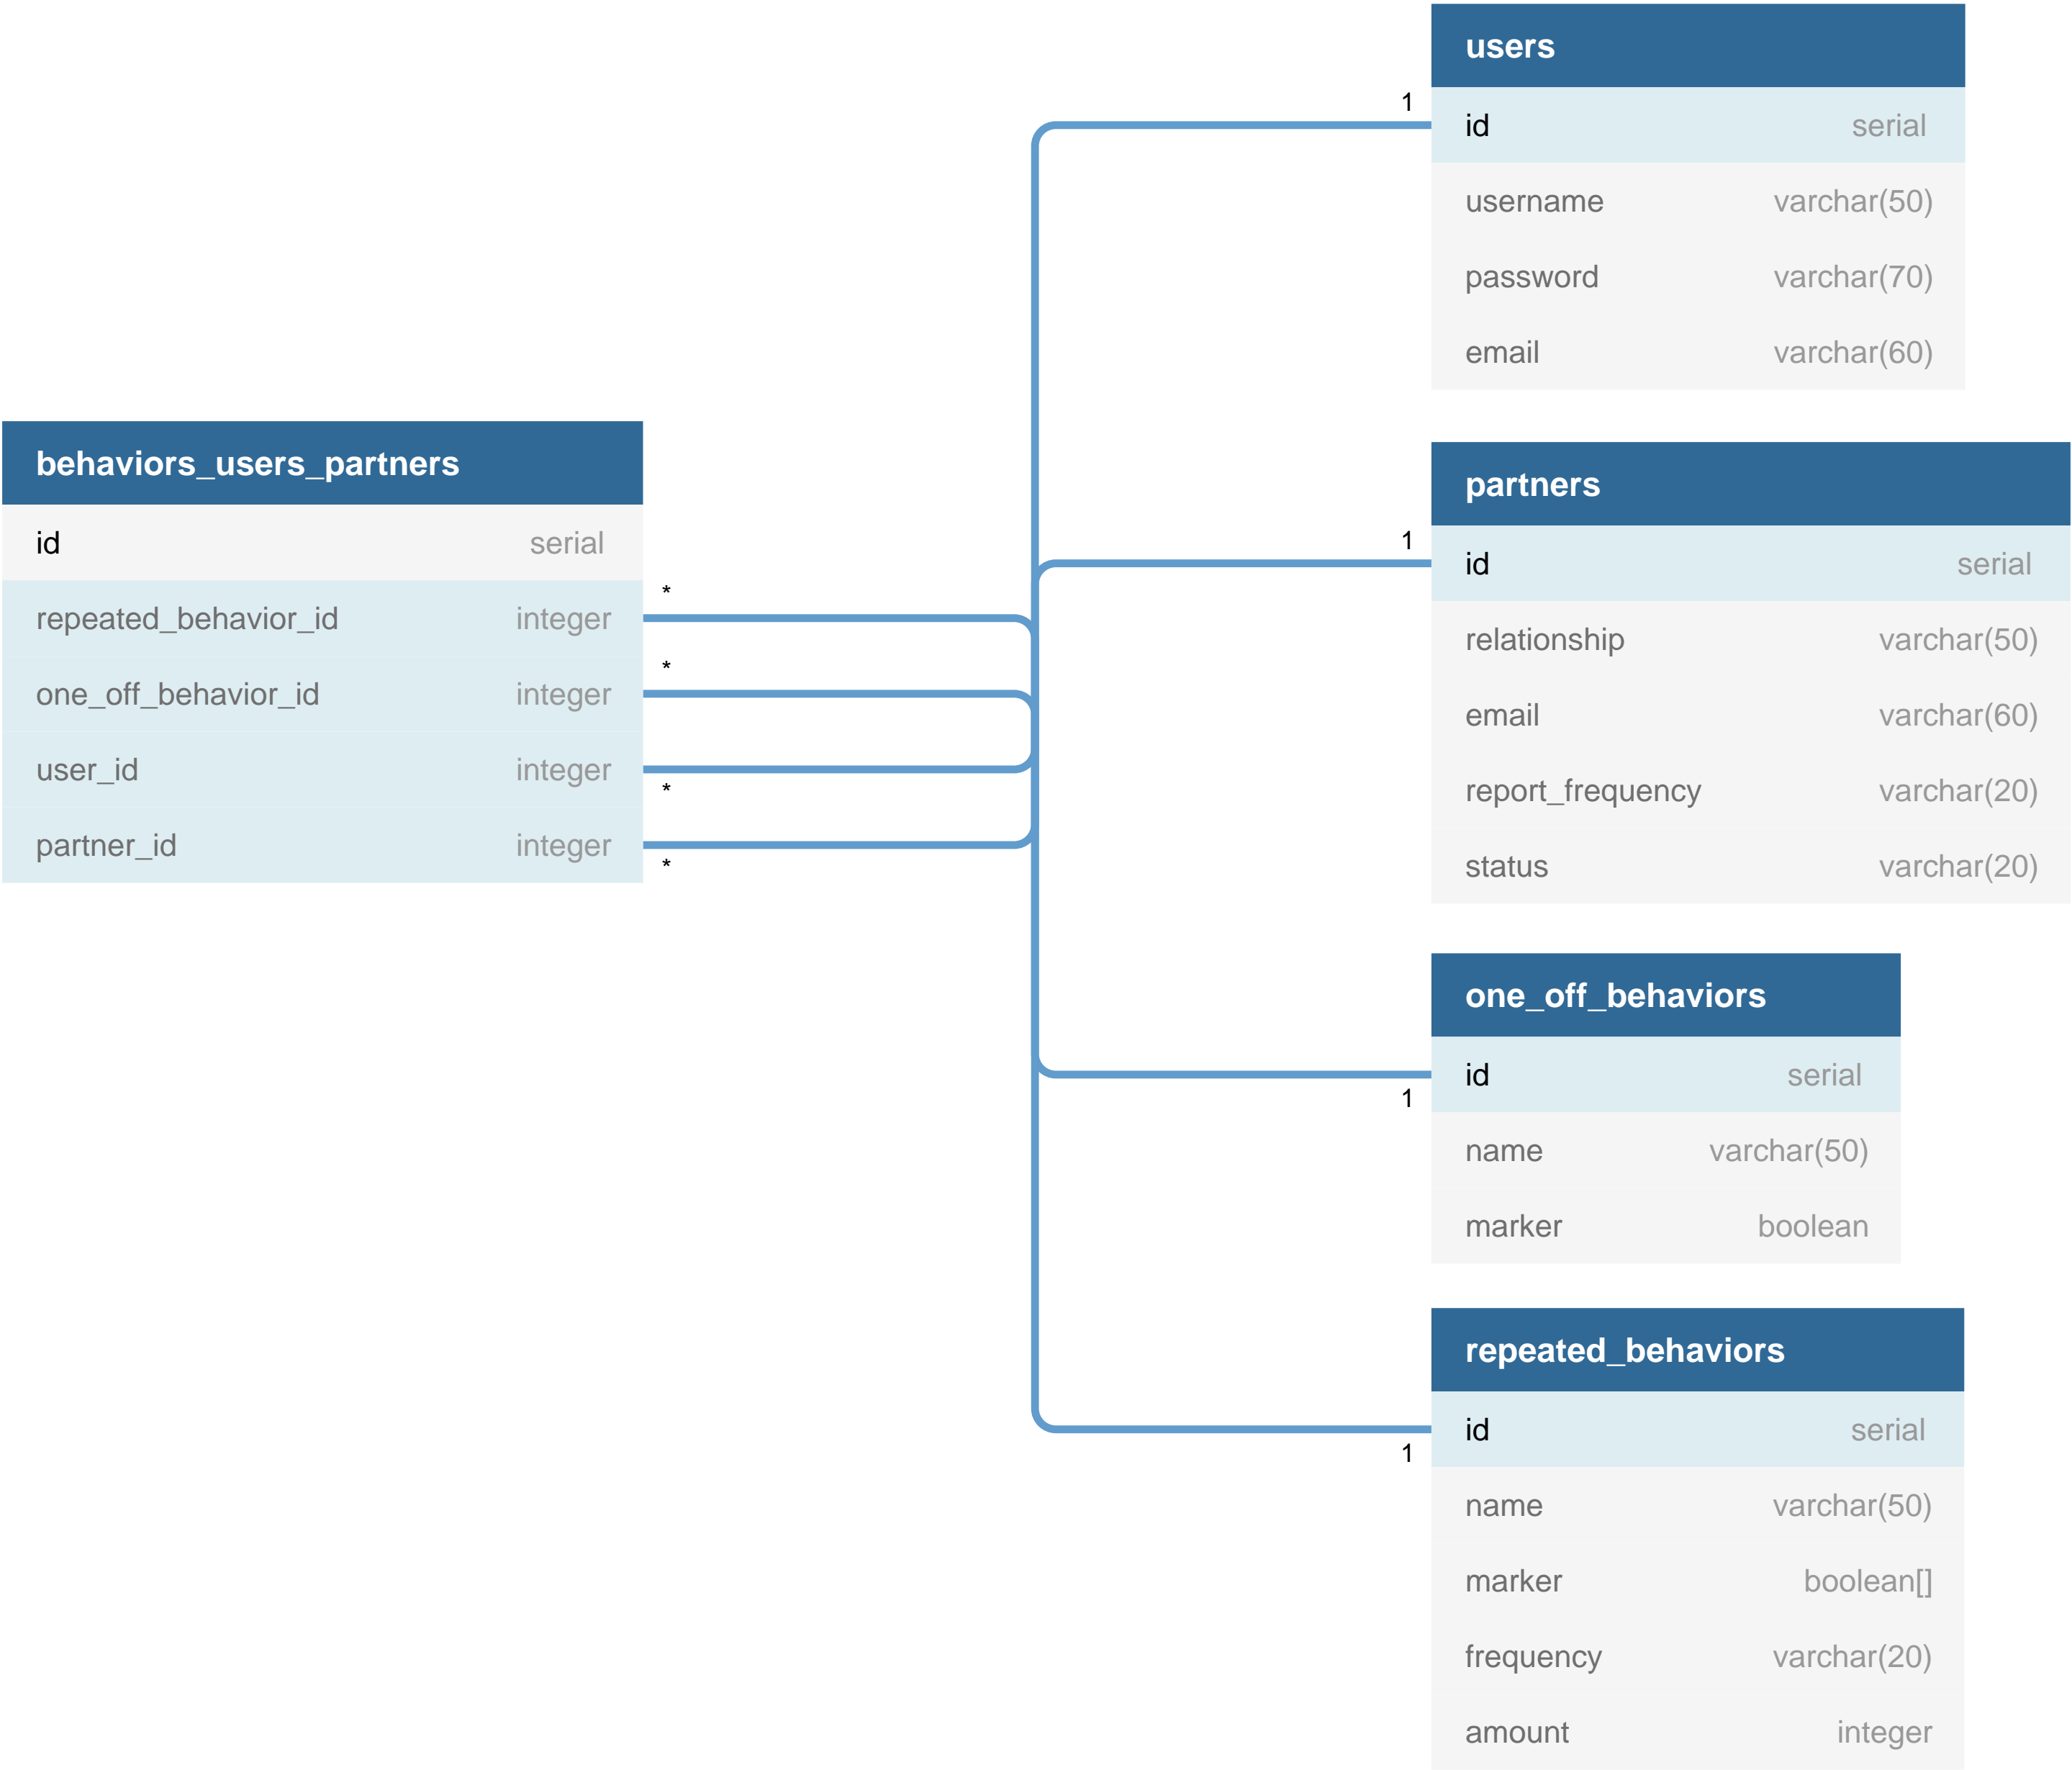 behaviors_users_partners
id serial
repeated_behavior_id integer
one_off_behavior_id integer
user_id integer
partner_id integer
*
*
*
*
1
1
1
1
users
id serial
username varchar(50)
password varchar(70)
email varchar(60)
partners
id serial
relationship varchar(50)
email varchar(60)
report_frequency varchar(20)
status varchar(20)
one_off_behaviors
id serial
name varchar(50)
marker boolean
repeated_behaviors
id serial
name varchar(50)
marker boolean[]
frequency varchar(20)
amount integer